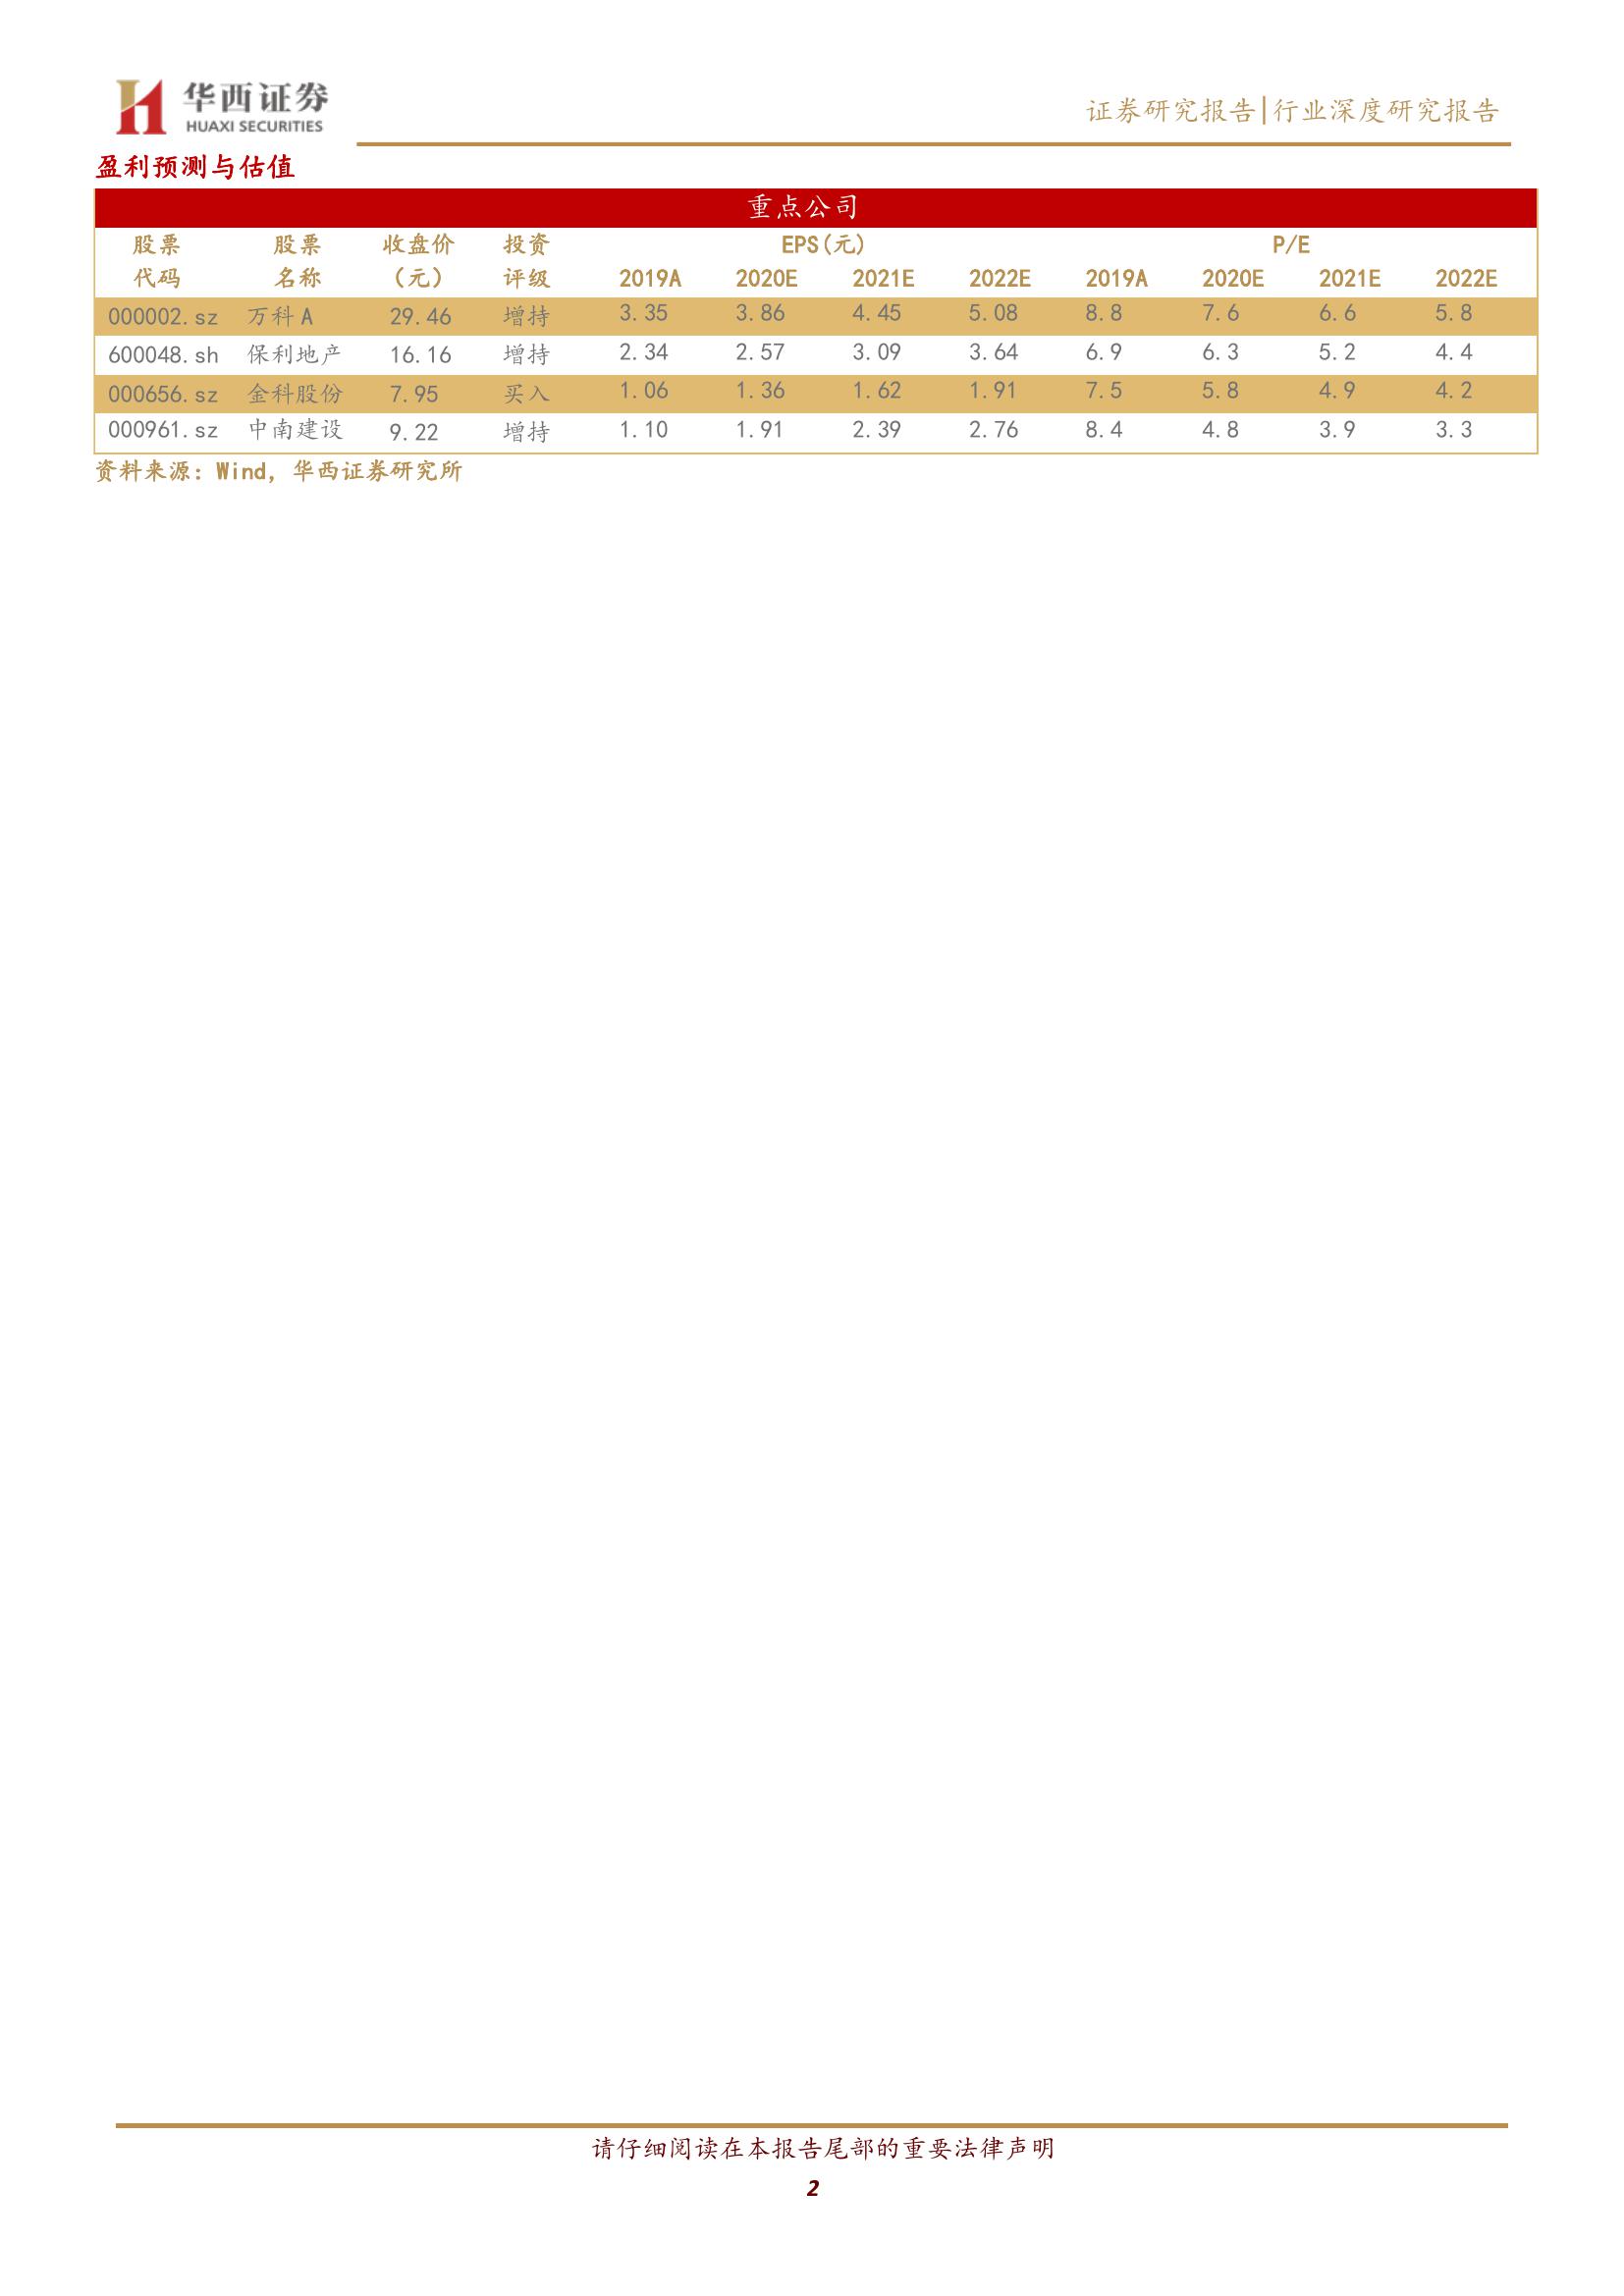 华西证券
HUAXI SECURITIES
证券研究报告|行业深度研究报告
盈利预测与估值
重点公司
股票 股票 收盘价 投资 EPS(元) P/E
代码 名称 （元） 评级 2019A 2020E 2021E 2022E 2019A 2020E 2021E 2022E
000002.sz 万科A 29.46 增持 3.35 3.86 4.45 5.08 8.8 7.6 6.6 5.8
600048.sh 保利地产 16.16 增持 2.34 2.57 3.09 3.64 6.9 6.3 5.2 4.4
000656.sz 金科股份 7.95 买入 1.06 1.36 1.62 1.91 7.5 5.8 4.9 4.2
000961.sz 中南建设 9.22 增持 1.10 1.91 2.39 2.76 8.4 4.8 3.9 3.3
资料来源：Wind，华西证券研究所
请仔细阅读在本报告尾部的重要法律声明
2